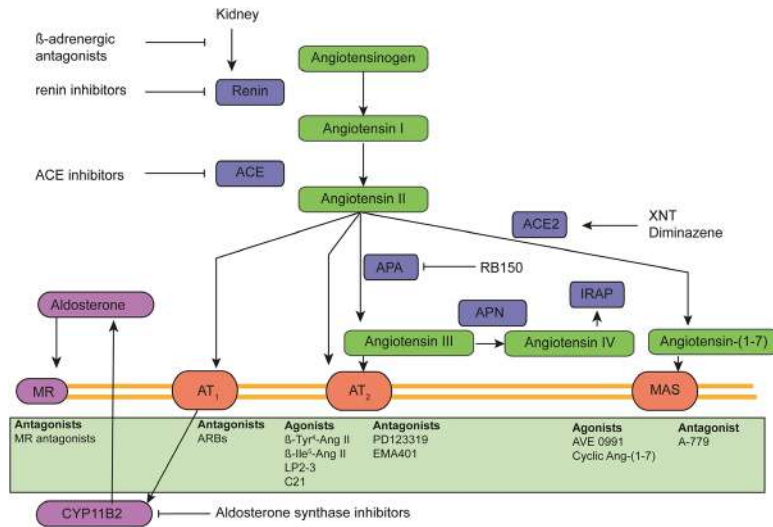 Kidney
ß-adrenergic
antagonists
Angiotensinogen
renin inhibitors
Renin
Angiotensin I
ACE inhibitors
ACE
Angiotensin II
ACE2
XNT
Diminazene
APA
RB150
Aldosterone
APN
IRAP
Angiotensin III
Angiotensin IV
Angiotensin-(1-7)
MR
AT₁
AT₂
MAS
Antagonists
MR antagonists
Antagonists
ARBs
Agonists
ß-Tyr⁴-Ang II
ß-Ile⁵-Ang II
LP2-3
C21
Antagonists
PD123319
EMA401
Agonists
AVE 0991
Cyclic Ang-(1-7)
Antagonist
A-779
CYP11B2
Aldosterone synthase inhibitors